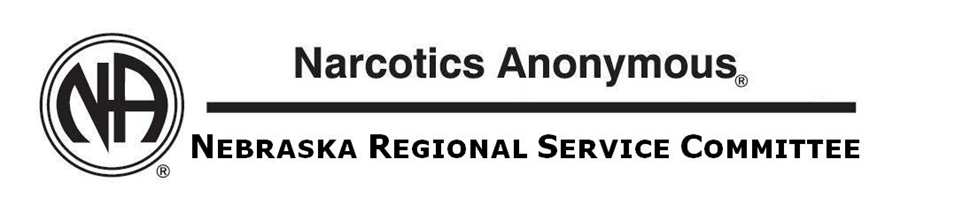 NA
®
Narcotics Anonymous®
NEBRASKA REGIONAL SERVICE COMMITTEE